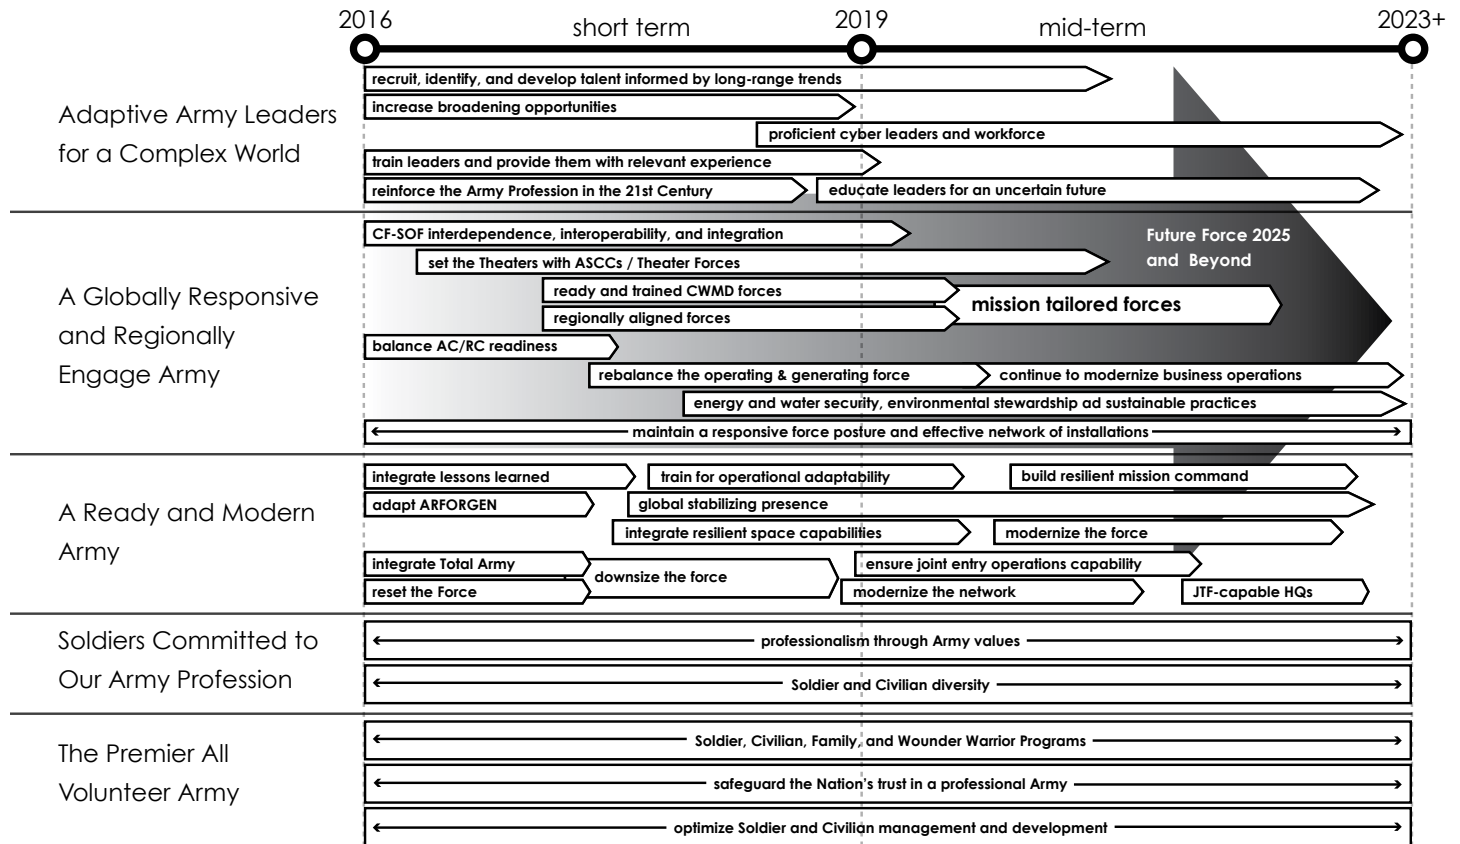 2016 short term 2019 mid-term 2023+
Adaptive Army Leaders
for a Complex World
recruit, identify, and develop talent informed by long-range trends
increase broadening opportunities
proficient cyber leaders and workforce
train leaders and provide them with relevant experience
reinforce the Army Profession in the 21st Century
educate leaders for an uncertain future
A Globally Responsive
and Regionally
Engage Army
CF-SOF interdependence, interoperability, and integration
Future Force 2025
and Beyond
set the Theaters with ASCCs / Theater Forces
ready and trained CWMD forces
mission tailored forces
regionally aligned forces
balance AC/RC readiness
rebalance the operating & generating force
continue to modernize business operations
energy and water security, environmental stewardship ad sustainable practices
maintain a responsive force posture and effective network of installations
A Ready and Modern
Army
integrate lessons learned
train for operational adaptability
build resilient mission command
adapt ARFORGEN
global stabilizing presence
integrate resilient space capabilities
modernize the force
integrate Total Army
downsize the force
ensure joint entry operations capability
reset the Force
modernize the network
JTF-capable HQs
Soldiers Committed to
Our Army Profession
professionalism through Army values
Soldier and Civilian diversity
The Premier All
Volunteer Army
Soldier, Civilian, Family, and Wounder Warrior Programs
safeguard the Nation's trust in a professional Army
optimize Soldier and Civilian management and development